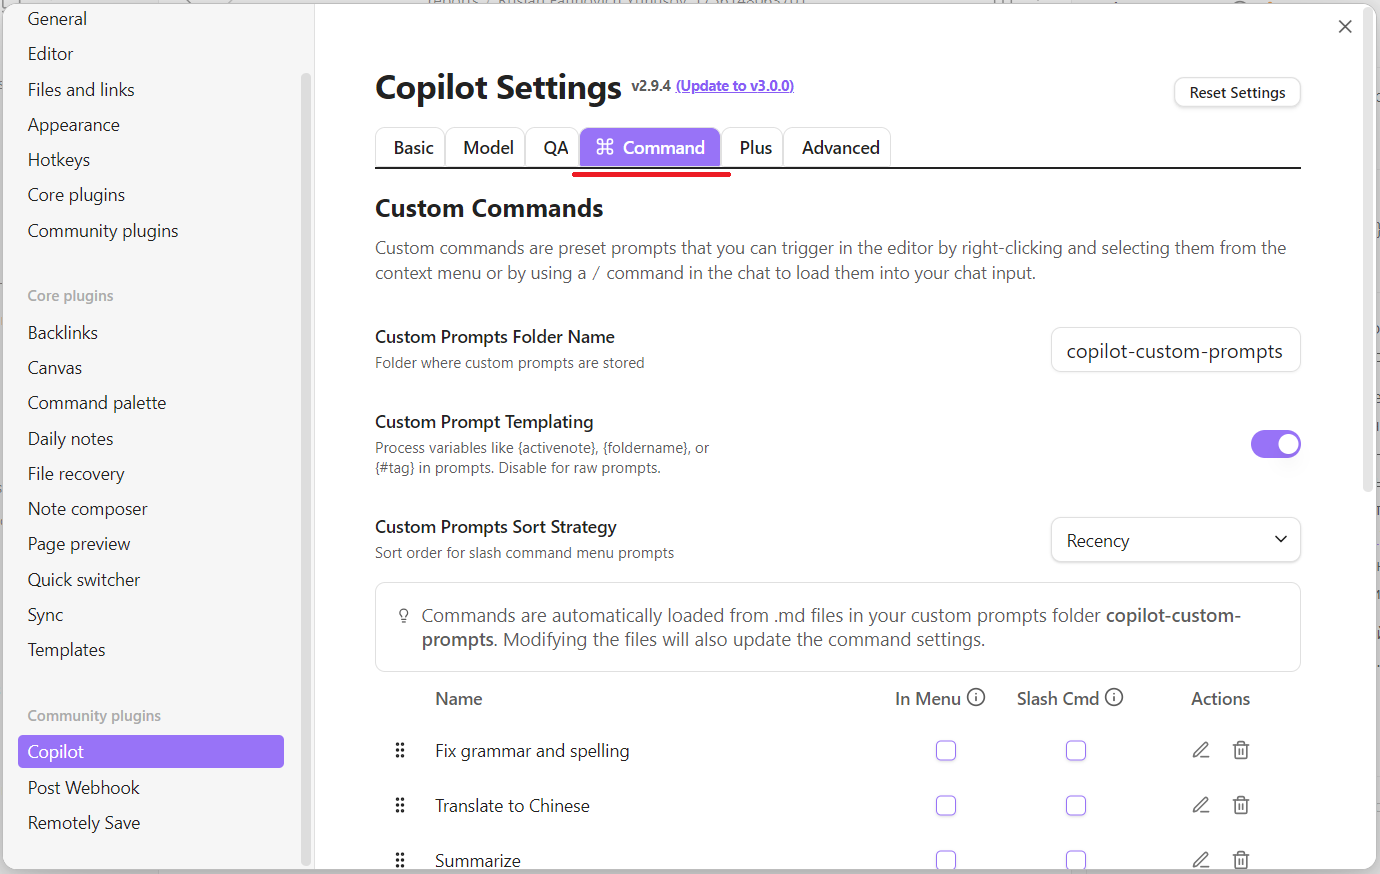 General
Editor
Files and links
Appearance
Hotkeys
Core plugins
Community plugins
Core plugins
Backlinks
Canvas
Command palette
Daily notes
File recovery
Note composer
Page preview
Quick switcher
Sync
Templates
Community plugins
Copilot
Post Webhook
Remotely Save
Copilot Settings v2.9.4 (Update to v3.0.0)
Reset Settings
Basic Model QA Command Plus Advanced
Custom Commands
Custom commands are preset prompts that you can trigger in the editor by right-clicking and selecting them from the
context menu or by using a / command in the chat to load them into your chat input.
Custom Prompts Folder Name
Folder where custom prompts are stored
copilot-custom-prompts
Custom Prompt Templating
Process variables like {activenote}, {foldername}, or
{#tag} in prompts. Disable for raw prompts.
Custom Prompts Sort Strategy
Sort order for slash command menu prompts
Recency
Commands are automatically loaded from .md files in your custom prompts folder copilot-custom-
prompts. Modifying the files will also update the command settings.
Name In Menu Slash Cmd Actions
Fix grammar and spelling
Translate to Chinese
Summarize